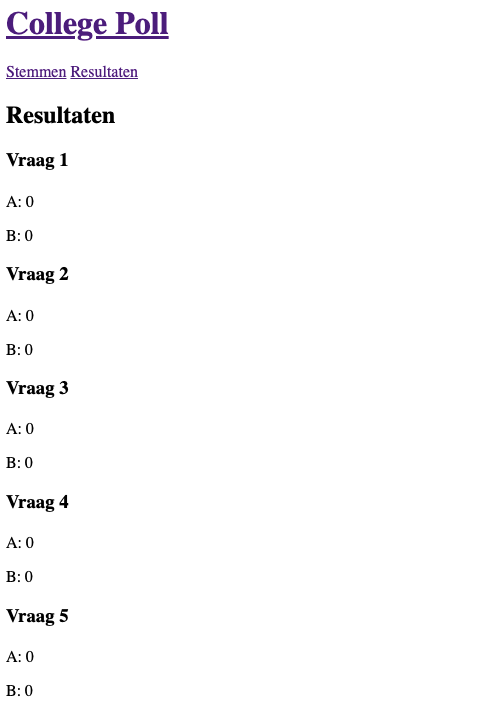 College Poll
Stemmen Resultaten
Resultaten
Vraag 1
A: 0
B: 0
Vraag 2
A: 0
B: 0
Vraag 3
A: 0
B: 0
Vraag 4
A: 0
B: 0
Vraag 5
A: 0
B: 0